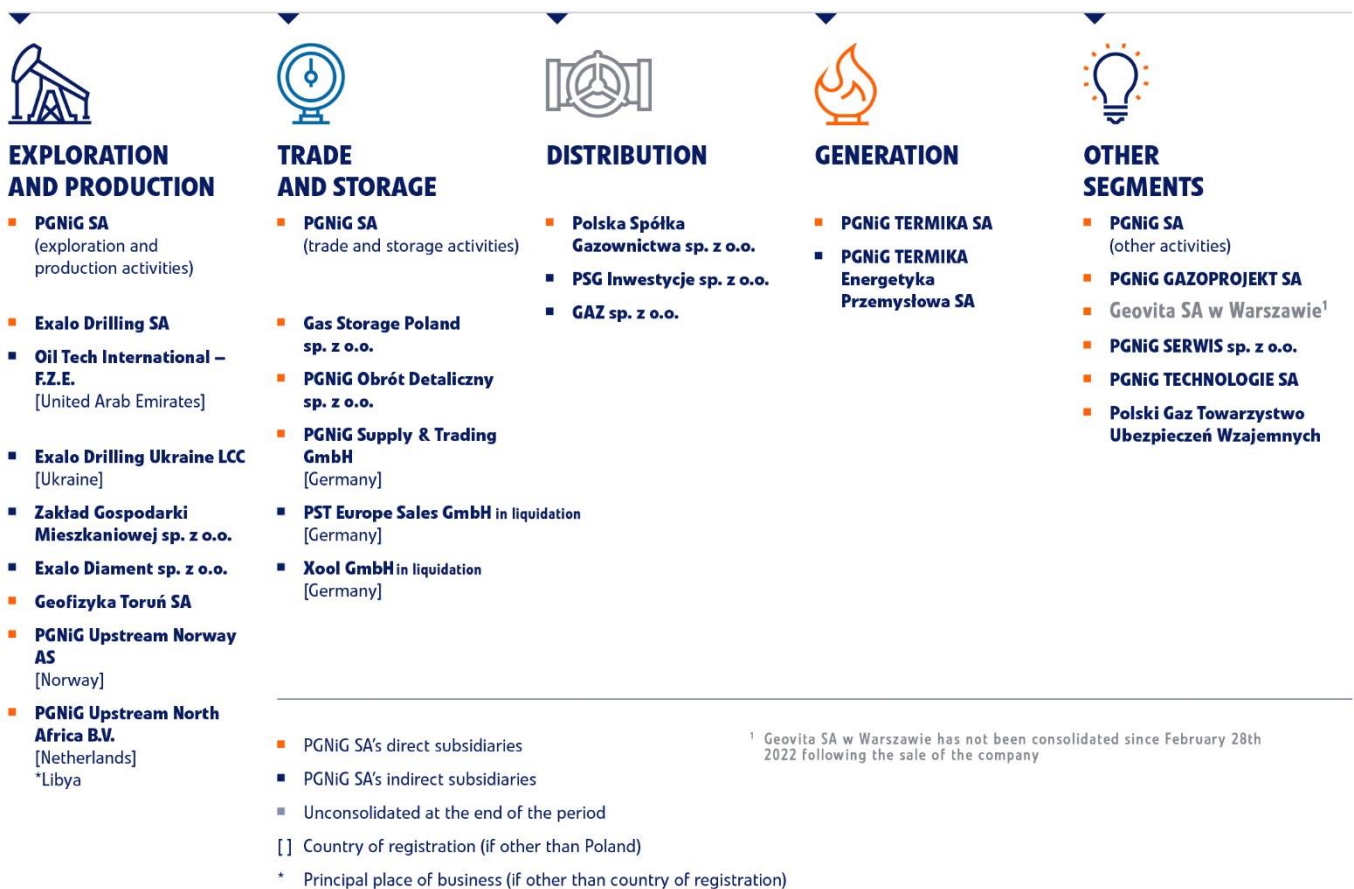 EXPLORATION
AND PRODUCTION
PGNiG SA
(exploration and
production activities)
Exalo Drilling SA
Oil Tech International –
F.Z.E.
[United Arab Emirates]
Exalo Drilling Ukraine LCC
[Ukraine]
Zakład Gospodarki
Mieszkaniowej sp. z o.o.
Exalo Diament sp. z o.o.
Geofizyka Toruń SA
PGNiG Upstream Norway
AS
[Norway]
PGNiG Upstream North
Africa B.V.
[Netherlands]
*Libya
TRADE
AND STORAGE
PGNiG SA
(trade and storage activities)
Gas Storage Poland
sp. z o.o.
PGNiG Obrót Detaliczny
sp. z o.o.
PGNiG Supply & Trading
GmbH
[Germany]
PST Europe Sales GmbH in liquidation
[Germany]
Xool GmbH in liquidation
[Germany]
DISTRIBUTION
Polska Spółka
Gazownictwa sp. z o.o.
PSG Inwestycje sp. z o.o.
GAZ sp. z o.o.
GENERATION
PGNiG TERMIKA SA
PGNiG TERMIKA
Energetyka
Przemysłowa SA
OTHER
SEGMENTS
PGNiG SA
(other activities)
PGNiG GAZOPROJEKT SA
Geovita SA w Warszawie¹
PGNiG SERWIS sp. z o.o.
PGNiG TECHNOLOGIE SA
Polski Gaz Towarzystwo
Ubezpieczeń Wzajemnych
PGNiG SA's direct subsidiaries
PGNiG SA's indirect subsidiaries
Unconsolidated at the end of the period
[ ] Country of registration (if other than Poland)
* Principal place of business (if other than country of registration)
¹ Geovita SA w Warszawie has not been consolidated since February 28th
2022 following the sale of the company